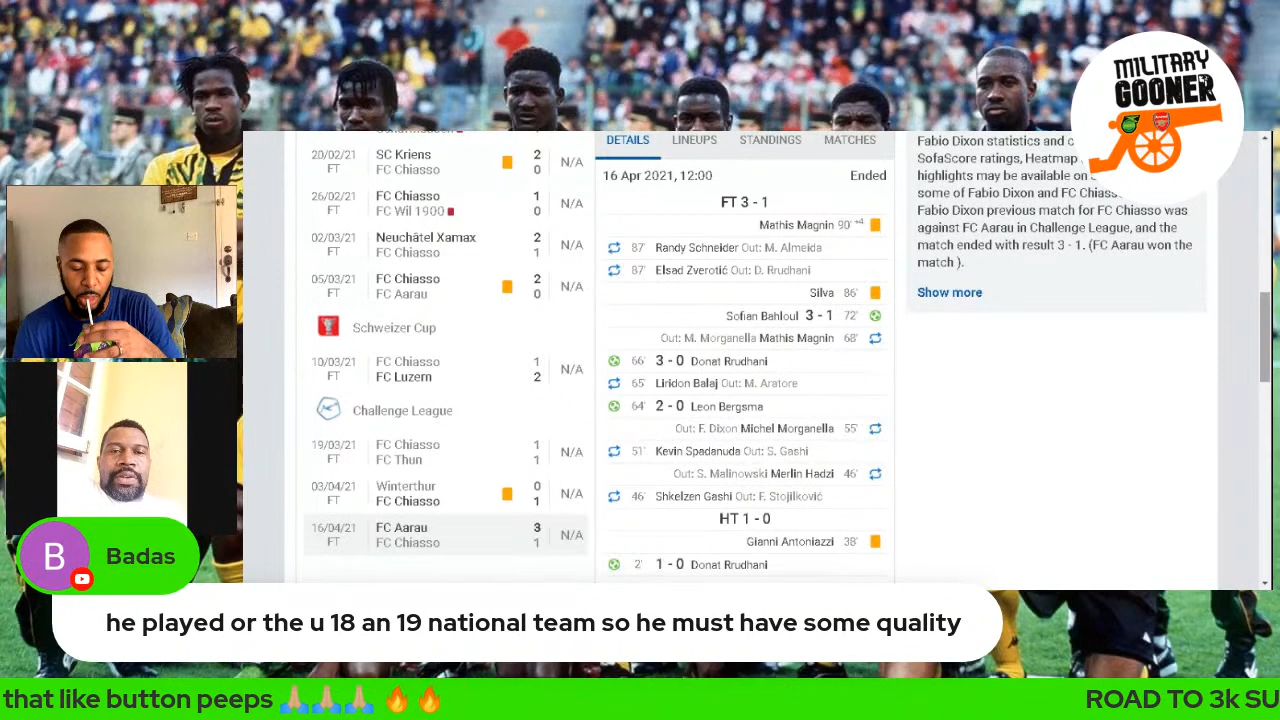 MILITARY
GOONER
20/02/21 SC Kriens 2 N/A
FT FC Chiasso 0
26/02/21 FC Chiasso 1 N/A
FT FC Wil 1900 0
02/03/21 Neuchâtel Xamax 2 N/A
FT FC Chiasso 1
05/03/21 FC Chiasso 2 N/A
FT FC Aarau 0
Schweizer Cup
10/03/21 FC Chiasso 1 N/A
FT FC Luzern 2
Challenge League
19/03/21 FC Chiasso 1 N/A
FT FC Thun 1
03/04/21 Winterthur 0 N/A
FT FC Chiasso 1
16/04/21 FC Aarau 3 N/A
FT FC Chiasso 1
DETAILS LINEUPS STANDINGS MATCHES
16 Apr 2021, 12:00 Ended
FT 3 - 1
Mathis Magnin 90' +4
87' Randy Schneider Out: M. Almeida
87' Elsad Zverotić Out: D. Rrudhani
Silva 86'
Sofian Bahloul 3 - 1 72'
Out: M. Morganella Mathis Magnin 68'
66' 3 - 0 Donat Rrudhani
65' Liridon Balaj Out: M. Aratore
64' 2 - 0 Leon Bergsma
Out: F. Dixon Michel Morganella 55'
51' Kevin Spadanuda Out: S. Gashi
Out: S. Malinowski Merlin Hadzi 46'
46' Shkelzen Gashi Out: F. Stojilković
HT 1 - 0
Gianni Antoniazzi 38'
2' 1 - 0 Donat Rrudhani
Fabio Dixon statistics and c
SofaScore ratings, Heatmap
highlights may be available on
some of Fabio Dixon and FC Chiass
Fabio Dixon previous match for FC Chiasso was
against FC Aarau in Challenge League, and the
match ended with result 3 - 1. (FC Aarau won the
match ).
Show more
B Badas
he played or the u 18 an 19 national team so he must have some quality
that like button peeps 🙏🏽🙏🏽🙏🏽 🔥🔥 ROAD TO 3k SU